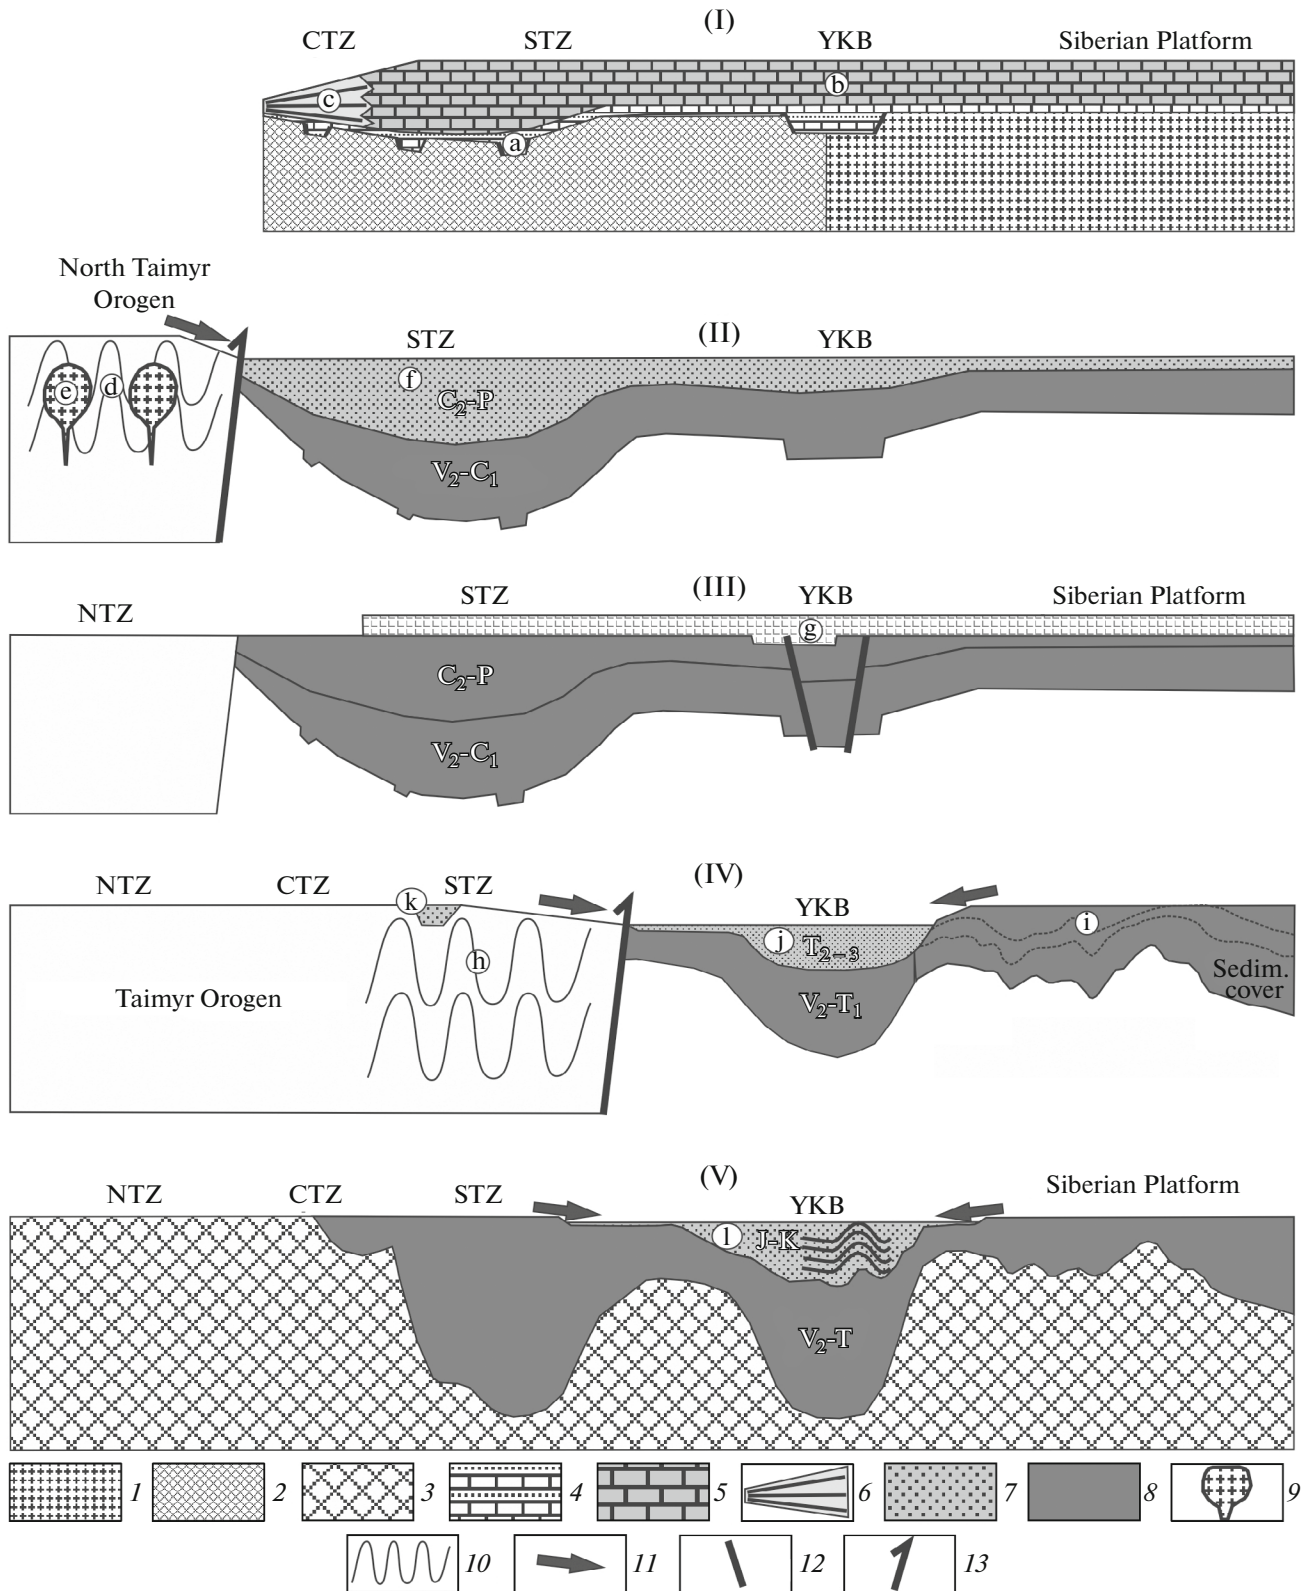 (I)
CTZ STZ YKB Siberian Platform
c b
a
North Taimyr
Orogen
(II)
STZ YKB
e d f
C₂-P
V₂-C₁
(III)
NTZ STZ YKB Siberian Platform
g
C₂-P
V₂-C₁
(IV)
NTZ CTZ STZ
k
YKB
i
j T₂₋₃
h
Sedim.
cover
Taimyr Orogen
V₂-T₁
(V)
NTZ CTZ STZ YKB Siberian Platform
l J-K
V₂-T
1 2 3 4 5 6 7 8 9
10 11 12 13